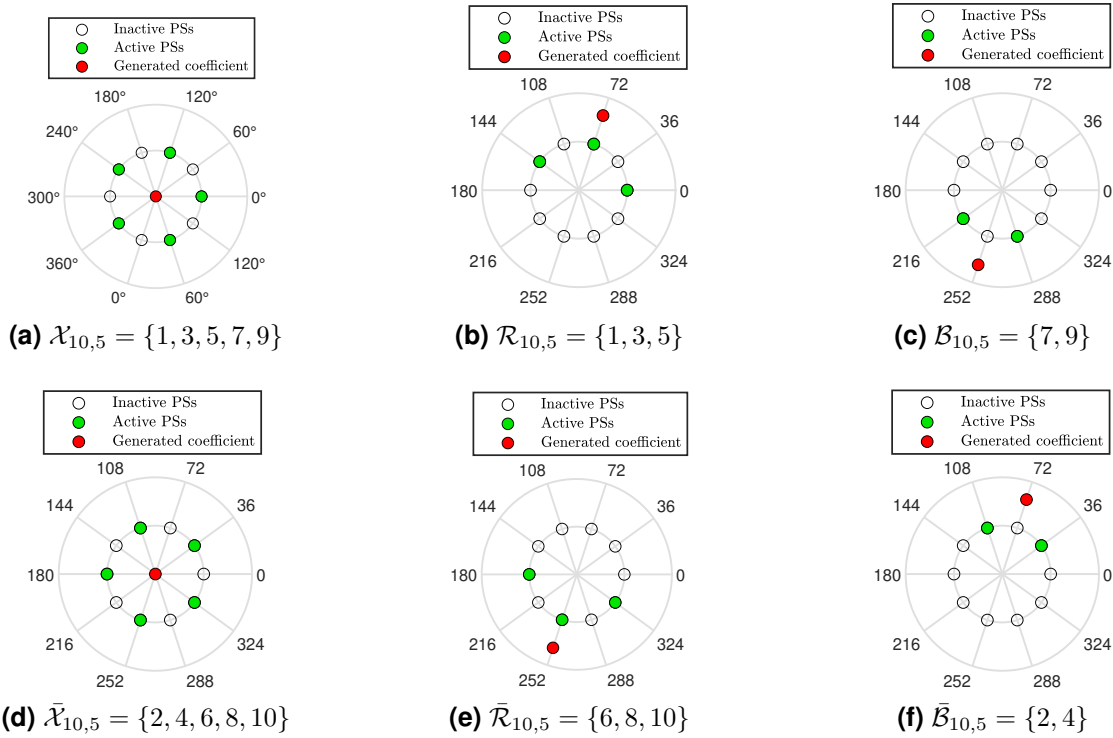 Inactive PSs
Active PSs
Generated coefficient
180°
120°
240°
60°
300°
0°
360°
120°
0°
60°
(a) 𝒳10,5 = {1, 3, 5, 7, 9}
Inactive PSs
Active PSs
Generated coefficient
108
72
144
36
180
0
216
324
252
288
(b) ℛ10,5 = {1, 3, 5}
Inactive PSs
Active PSs
Generated coefficient
108
72
144
36
180
0
216
324
252
288
(c) ℬ10,5 = {7, 9}
Inactive PSs
Active PSs
Generated coefficient
108
72
144
36
180
0
216
324
252
288
(d) 𝒳̄10,5 = {2, 4, 6, 8, 10}
Inactive PSs
Active PSs
Generated coefficient
108
72
144
36
180
0
216
324
252
288
(e) ℛ̄10,5 = {6, 8, 10}
Inactive PSs
Active PSs
Generated coefficient
108
72
144
36
180
0
216
324
252
288
(f) ℬ̄10,5 = {2, 4}